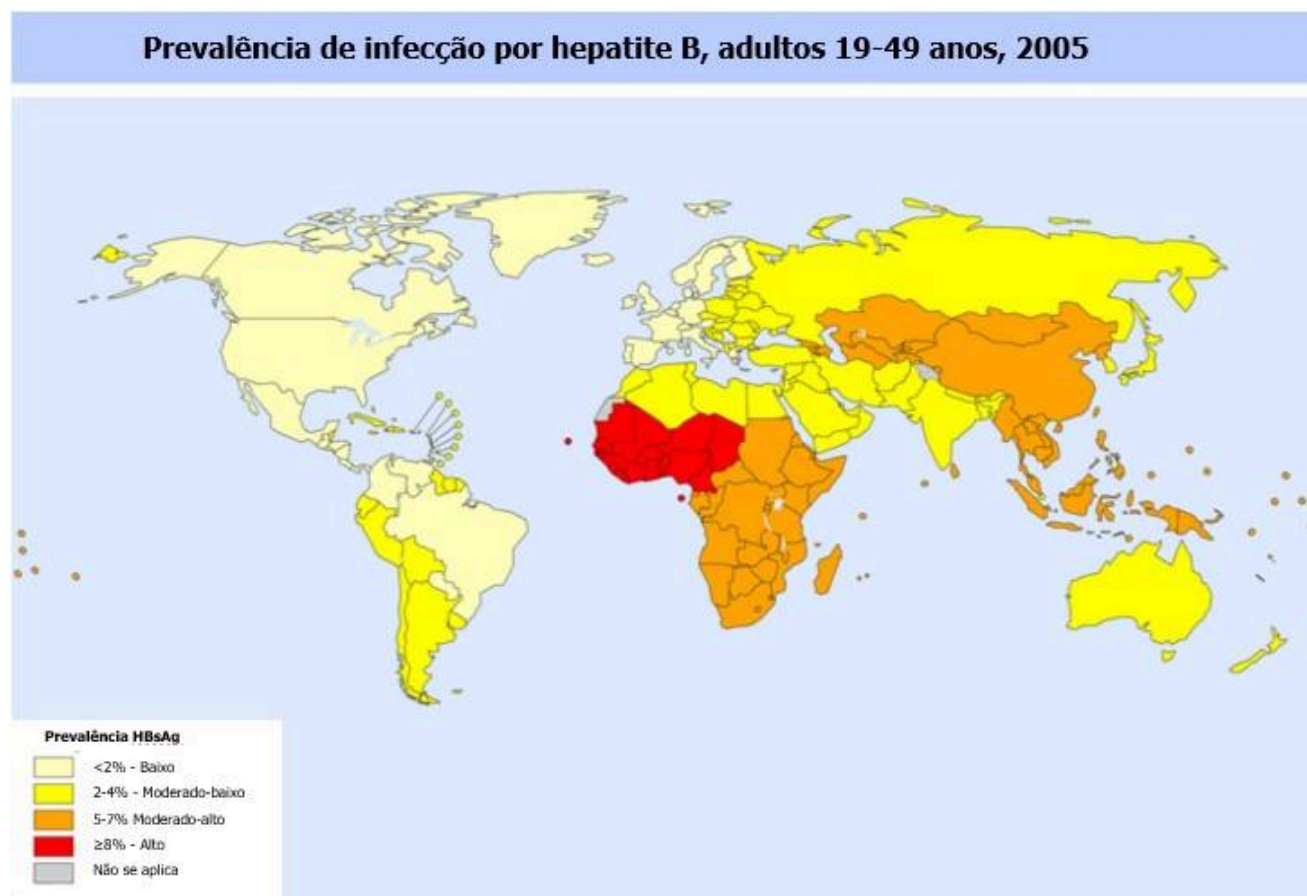 Prevalência de infecção por hepatite B, adultos 19-49 anos, 2005
Prevalência HBsAg
<2% - Baixo
2-4% - Moderado-baixo
5-7% Moderado-alto
≥8% - Alto
Não se aplica